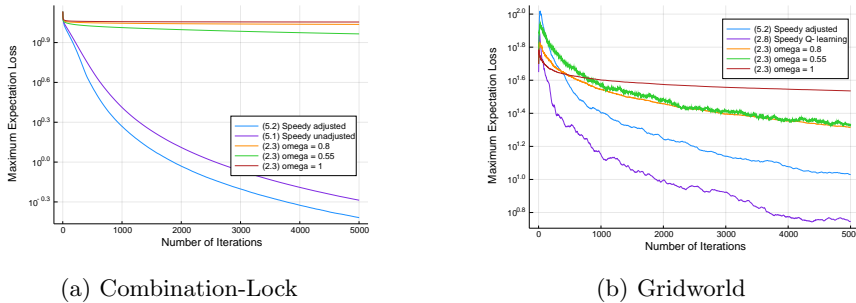 Maximum Expectation Loss
10^0.9
10^0.6
10^0.3
10^0.0
10^-0.3
(5.2) Speedy adjusted
(5.1) Speedy unadjusted
(2.3) omega = 0.8
(2.3) omega = 0.55
(2.3) omega = 1
0 1000 2000 3000 4000 5000
Number of Iterations
(a) Combination-Lock
Maximum Expectation Loss
10^2.0
10^1.8
10^1.6
10^1.4
10^1.2
10^1.0
10^0.8
(5.2) Speedy adjusted
(2.8) Speedy Q- learning
(2.3) omega = 0.8
(2.3) omega = 0.55
(2.3) omega = 1
0 1000 2000 3000 4000 500
Number of Iterations
(b) Gridworld